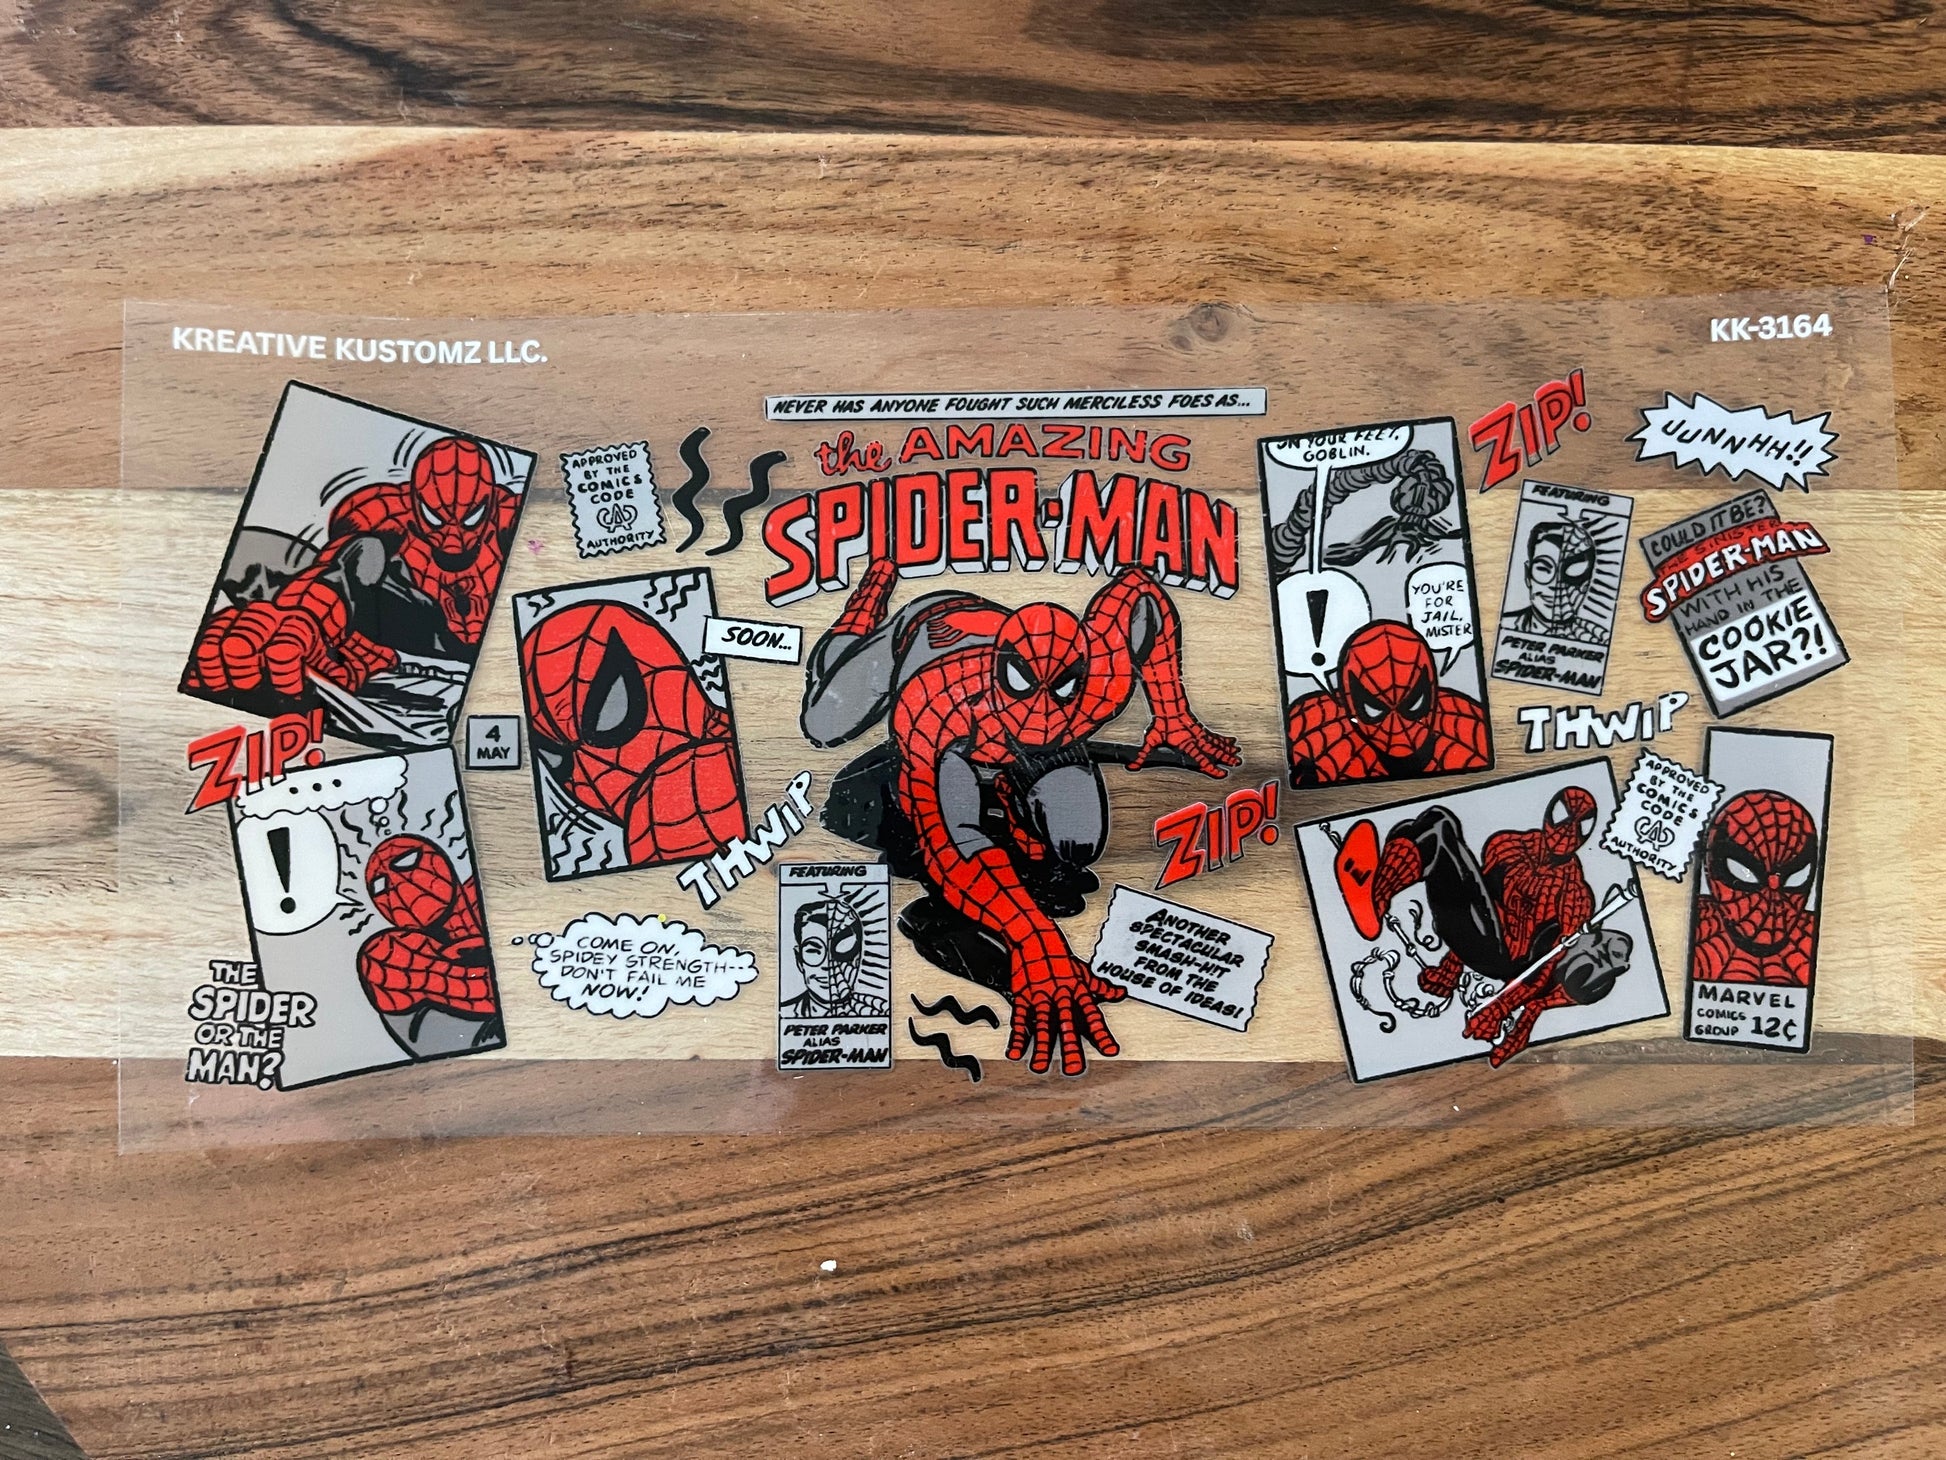 KREATIVE KUSTOMZ LLC.
KK-3164
NEVER HAS ANYONE FOUGHT SUCH MERCILESS FOES AS...
the AMAZING
SPIDER-MAN
APPROVED
BY THE
COMICS
CODE
CA
AUTHORITY
SOON...
4
MAY
ZIP!
...
!
THE
SPIDER
OR THE
MAN?
COME ON,
SPIDEY STRENGTH--
DON'T FAIL ME
NOW!
THWIP
FEATURING
PETER PARKER
ALIAS
SPIDER-MAN
ZIP!
ANOTHER
SPECTACULAR
SMASH-HIT
FROM THE
HOUSE OF IDEAS!
ON YOUR FEET,
GOBLIN.
!
YOU'RE
FOR
JAIL,
MISTER
ZIP!
UUNNHH!!
FEATURING
PETER PARKER
ALIAS
SPIDER-MAN
COULD IT BE?
THE SINISTER
SPIDER-MAN
WITH HIS
HAND IN THE
COOKIE
JAR?!
THWIP
APPROVED
BY THE
COMICS
CODE
CA
AUTHORITY
MARVEL
COMICS
GROUP 12¢